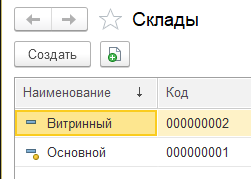 Склады
Создать
Наименование ↓ Код
Витринный 000000002
Основной 000000001